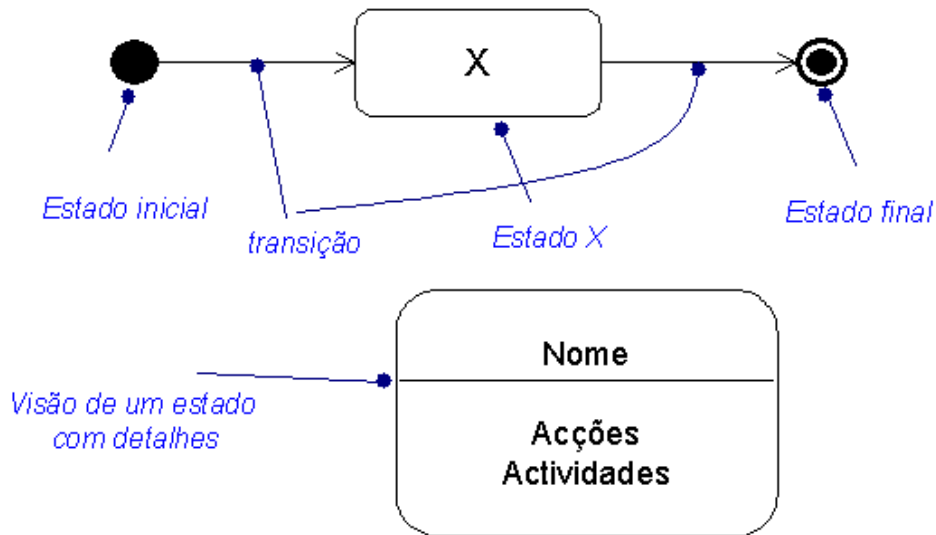 X
Estado inicial
transição
Estado X
Estado final
Nome
Visão de um estado
com detalhes
Acções
Actividades